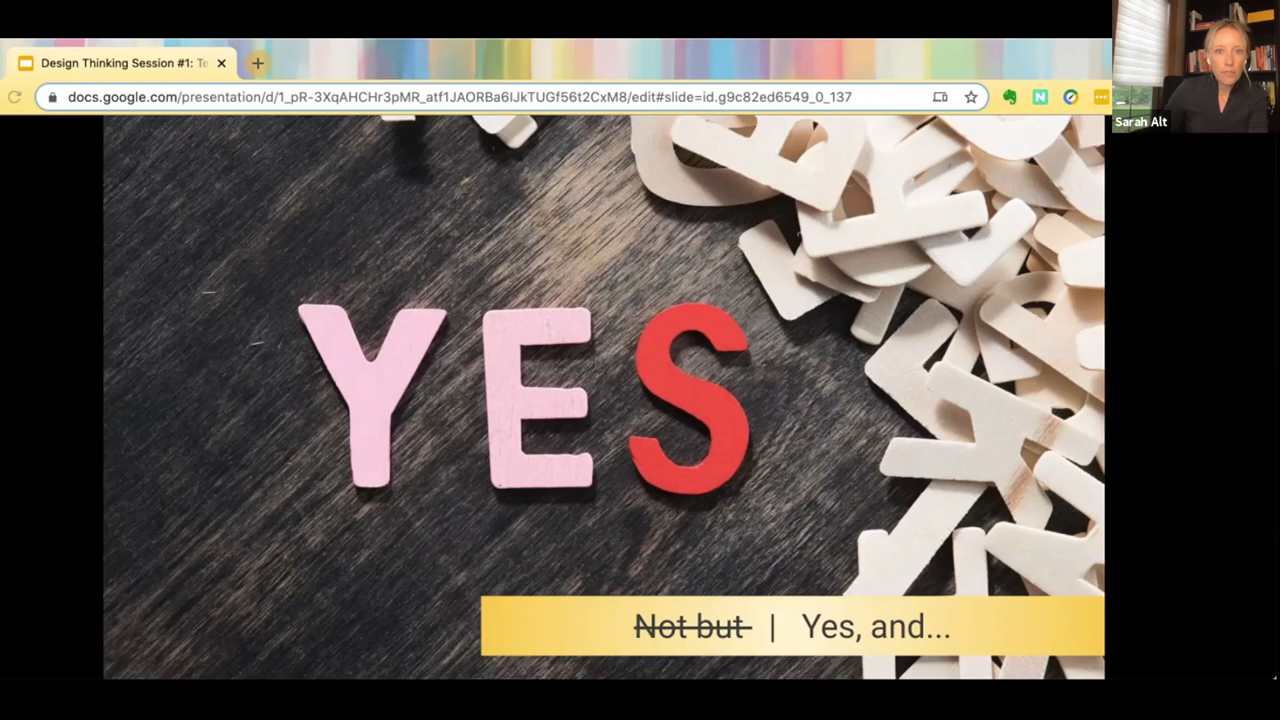 Design Thinking Session #1: Te
docs.google.com/presentation/d/1_pR-3XqAHCHr3pMR_atf1JAORBa6lJkTUGf56t2CxM8/edit#slide=id.g9c82ed6549_0_137
Sarah Alt
YES
Not but | Yes, and...